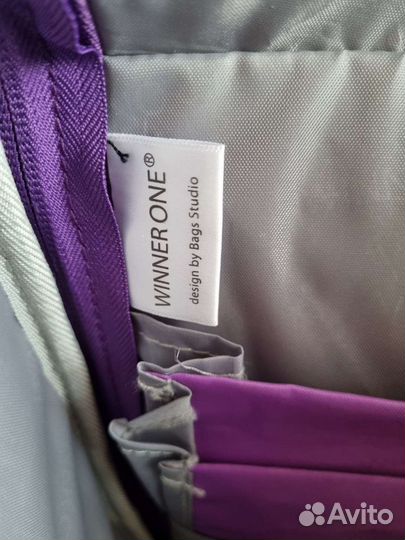 WINNER ONE®
design by Bags Studio
Avito